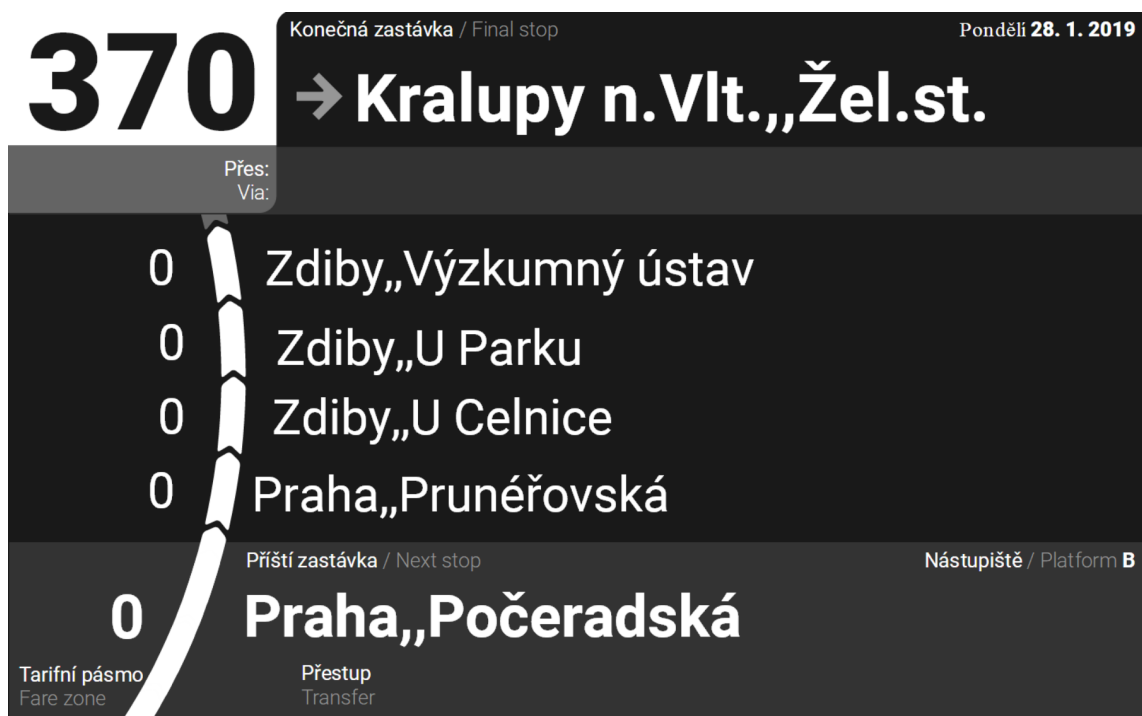 370
Konečná zastávka / Final stop
Pondělí 28. 1. 2019
→ Kralupy n.Vlt.,,Žel.st.
Přes:
Via:
0 Zdiby,,Výzkumný ústav
0 Zdiby,,U Parku
0 Zdiby,,U Celnice
0 Praha,,Prunéřovská
Příští zastávka / Next stop
Nástupiště / Platform B
0 Praha,,Počeradská
Tarifní pásmo
Fare zone
Přestup
Transfer